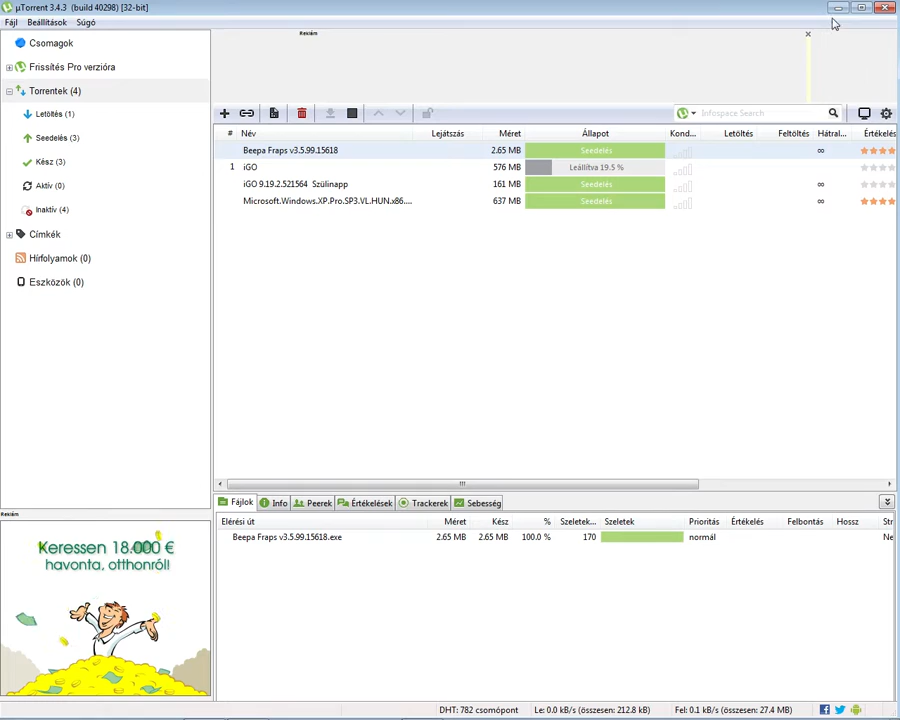 µTorrent 3.4.3 (build 40298) [32-bit]
Fájl Beállítások Súgó
Csomagok
Frissítés Pro verzióra
Torrentek (4)
Letöltés (1)
Seedelés (3)
Kész (3)
Aktív (0)
Inaktív (4)
Címkék
Hírfolyamok (0)
Eszközök (0)
Reklám
Infospace Search
# Név Lejátszás Méret Állapot Kond... Letöltés Feltöltés Hátral... Értékelés
Beepa Fraps v3.5.99.15618 2.65 MB Seedelés ∞
1 iGO 576 MB Leállítva 19.5 %
iGO 9.19.2.521564 Szülinapp 161 MB Seedelés ∞
Microsoft.Windows.XP.Pro.SP3.VL.HUN.x86.... 637 MB Seedelés ∞
Fájlok Info Peerek Értékelések Trackerek Sebesség
Elérési út Méret Kész % Szeletek... Szeletek Prioritás Értékelés Felbontás Hossz Str
Beepa Fraps v3.5.99.15618.exe 2.65 MB 2.65 MB 100.0 % 170 normál Ne
Reklám
Keressen 18.000 €
havonta, otthonról!
DHT: 782 csomópont Le: 0.0 kB/s (összesen: 212.8 kB) Fel: 0.1 kB/s (összesen: 27.4 MB)